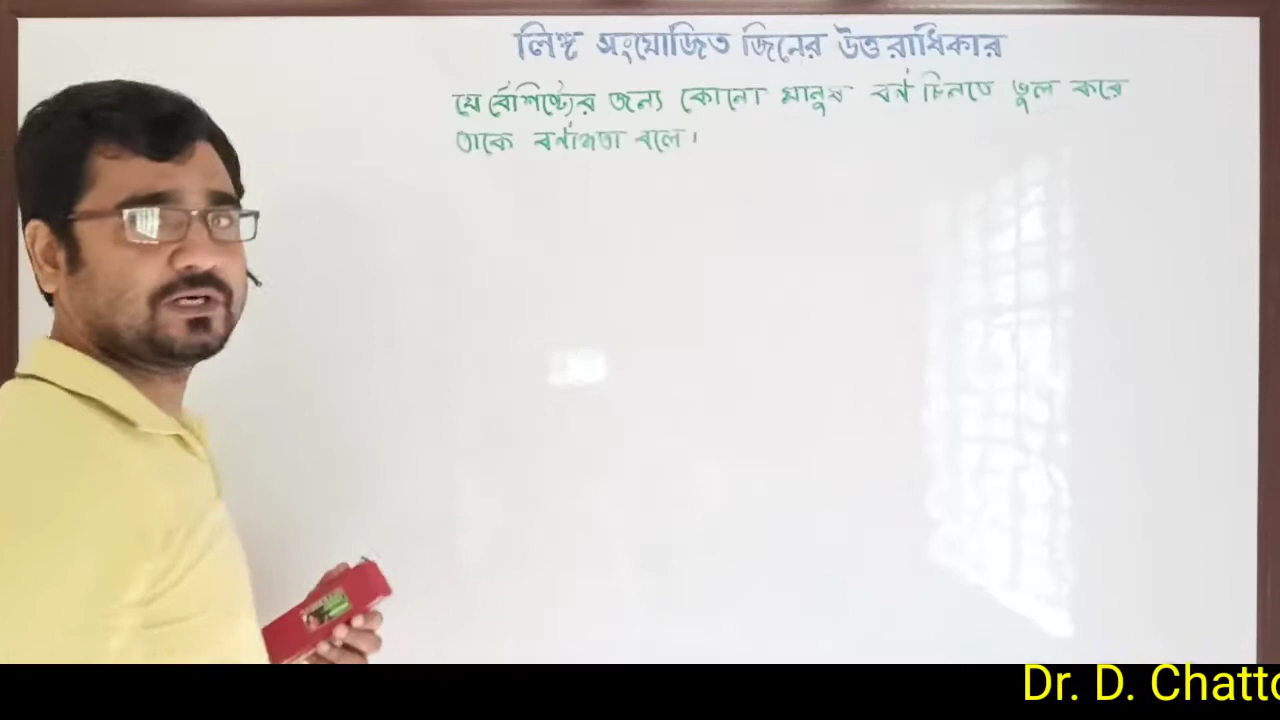 লিঙ্গ সংযোজিত জিনের উত্তরাধিকার
যে বৈশিষ্ট্যের জন্য কোনো মানুষ বর্ণ চিনতে ভুল করে
তাকে বর্ণান্ধতা বলে।
Dr. D. Chatto